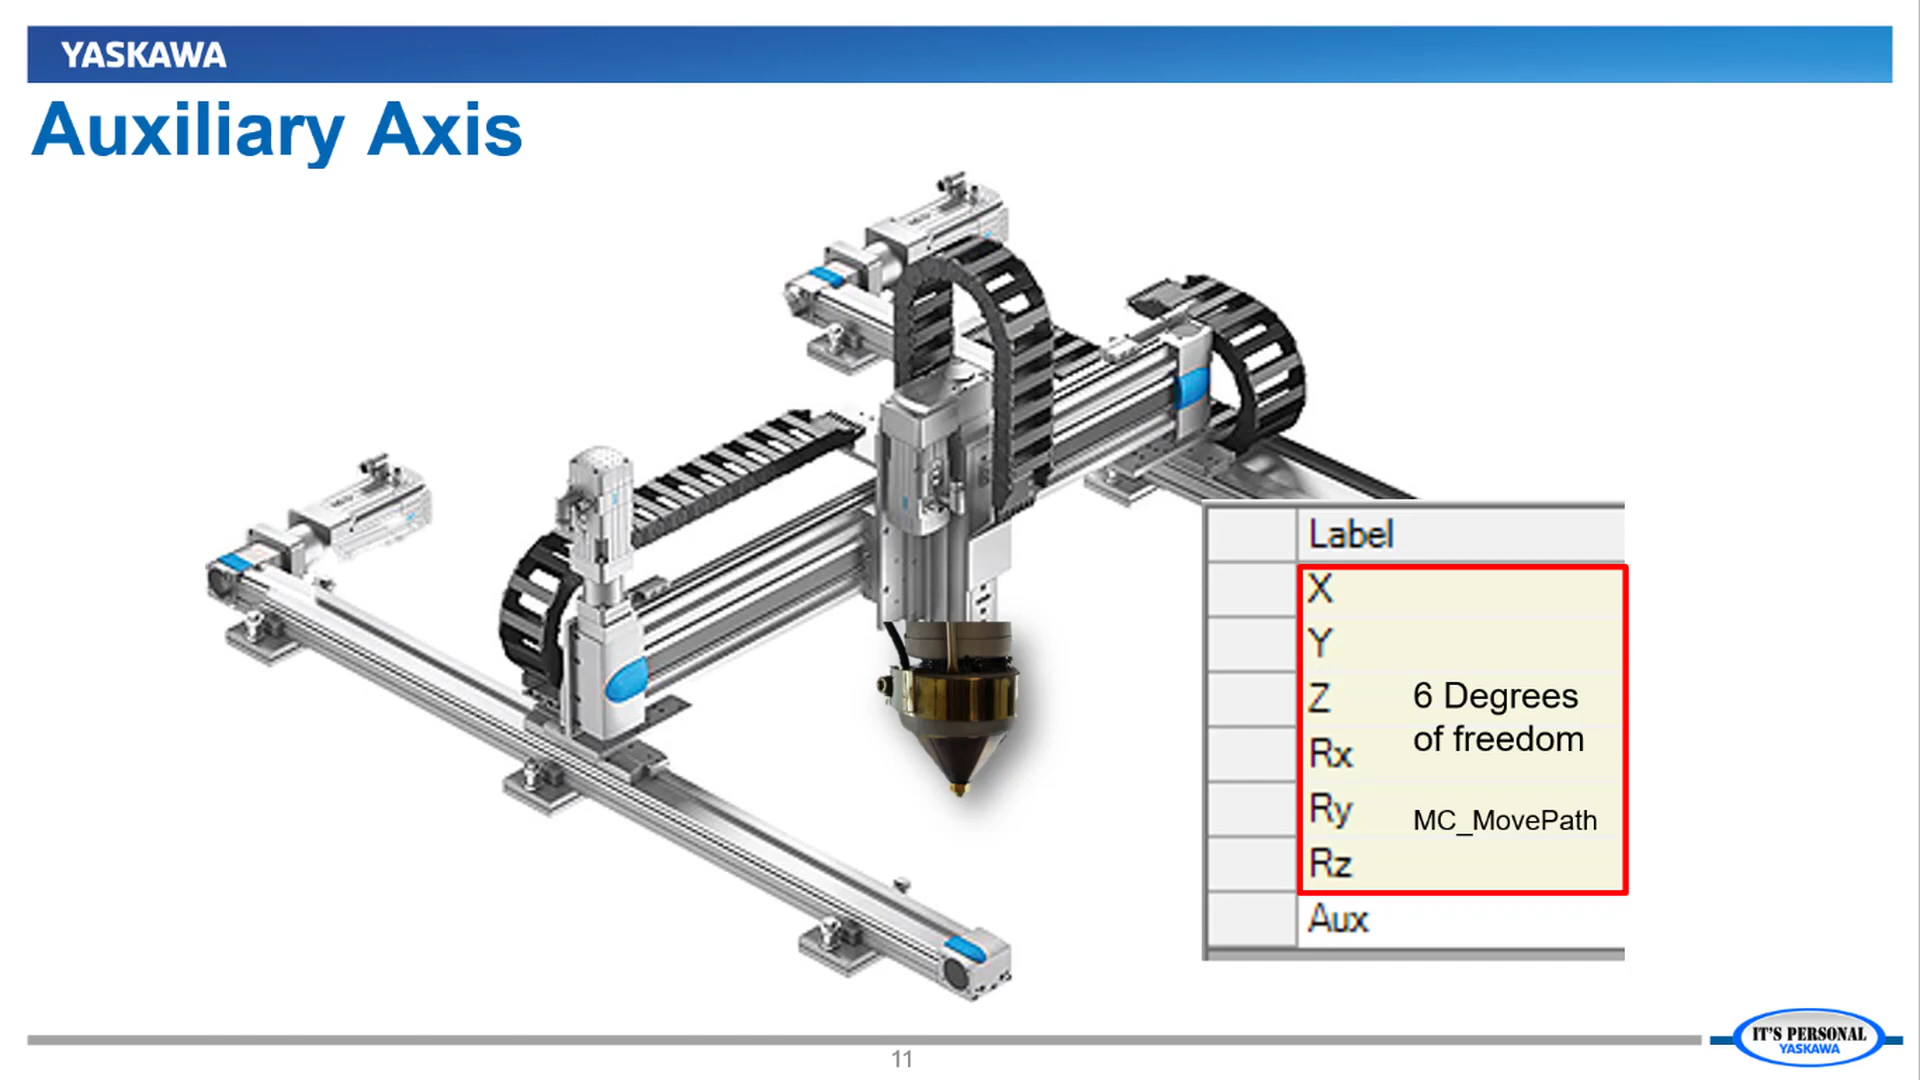 YASKAWA
Auxiliary Axis
Label
X
Y
Z
Rx
Ry
Rz
Aux
6 Degrees
of freedom
MC_MovePath
11
IT'S PERSONAL
YASKAWA